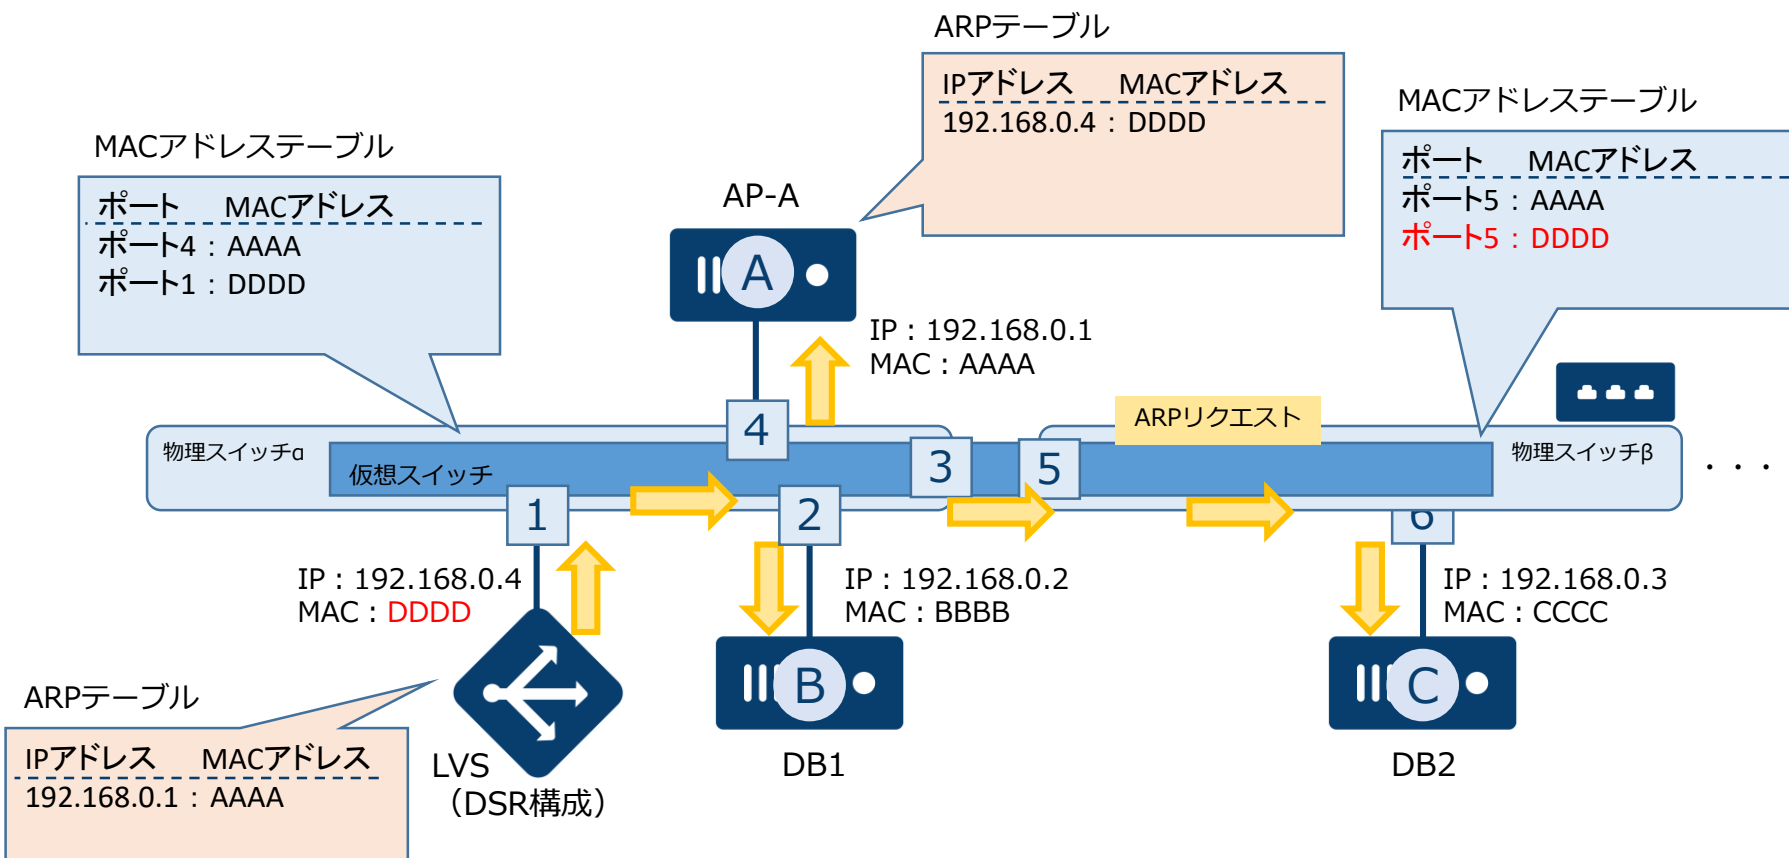 ARPテーブル
IPアドレス MACアドレス
192.168.0.4：DDDD
MACアドレステーブル
ポート MACアドレス
ポート5：AAAA
ポート5：DDDD
MACアドレステーブル
ポート MACアドレス
ポート4：AAAA
ポート1：DDDD
AP-A
A
IP：192.168.0.1
MAC：AAAA
ARPリクエスト
物理スイッチα
仮想スイッチ
4
3
5
物理スイッチβ
・・・
1
2
6
IP：192.168.0.4
MAC：DDDD
IP：192.168.0.2
MAC：BBBB
IP：192.168.0.3
MAC：CCCC
B
C
ARPテーブル
IPアドレス MACアドレス
192.168.0.1：AAAA
LVS
（DSR構成）
DB1
DB2